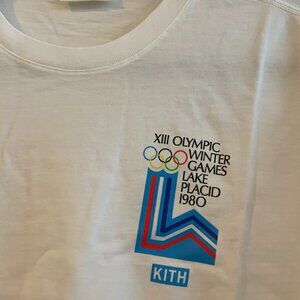 XIII OLYMPIC
WINTER
GAMES
LAKE
PLACID
1980
KITH